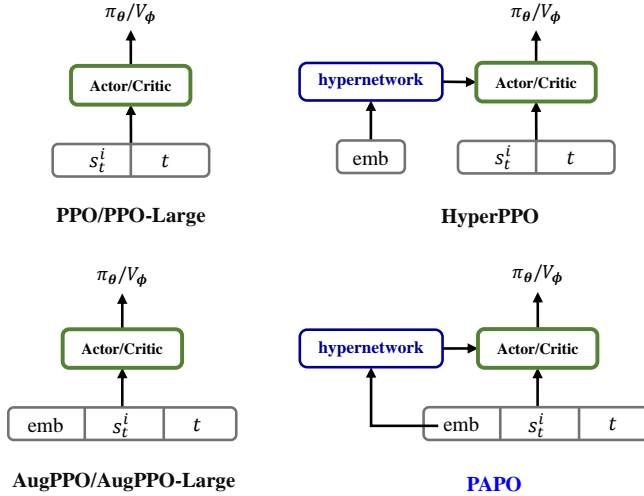 π_θ/V_ϕ
Actor/Critic
s_t^i t
PPO/PPO-Large
π_θ/V_ϕ
hypernetwork Actor/Critic
emb s_t^i t
HyperPPO
π_θ/V_ϕ
Actor/Critic
emb s_t^i t
AugPPO/AugPPO-Large
π_θ/V_ϕ
hypernetwork Actor/Critic
emb s_t^i t
PAPO